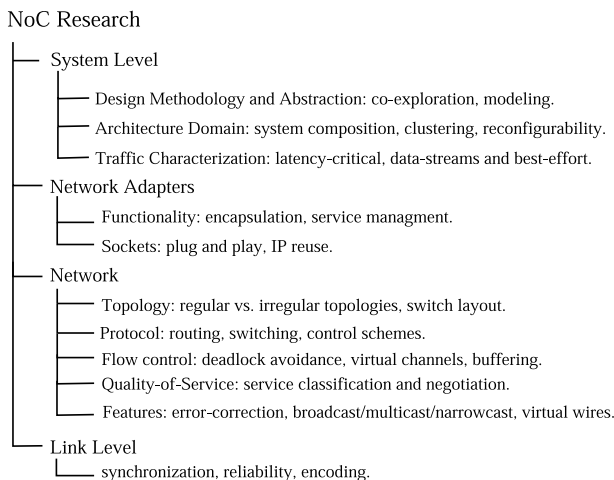 NoC Research
System Level
Design Methodology and Abstraction: co-exploration, modeling.
Architecture Domain: system composition, clustering, reconfigurability.
Traffic Characterization: latency-critical, data-streams and best-effort.
Network Adapters
Functionality: encapsulation, service managment.
Sockets: plug and play, IP reuse.
Network
Topology: regular vs. irregular topologies, switch layout.
Protocol: routing, switching, control schemes.
Flow control: deadlock avoidance, virtual channels, buffering.
Quality-of-Service: service classification and negotiation.
Features: error-correction, broadcast/multicast/narrowcast, virtual wires.
Link Level
synchronization, reliability, encoding.